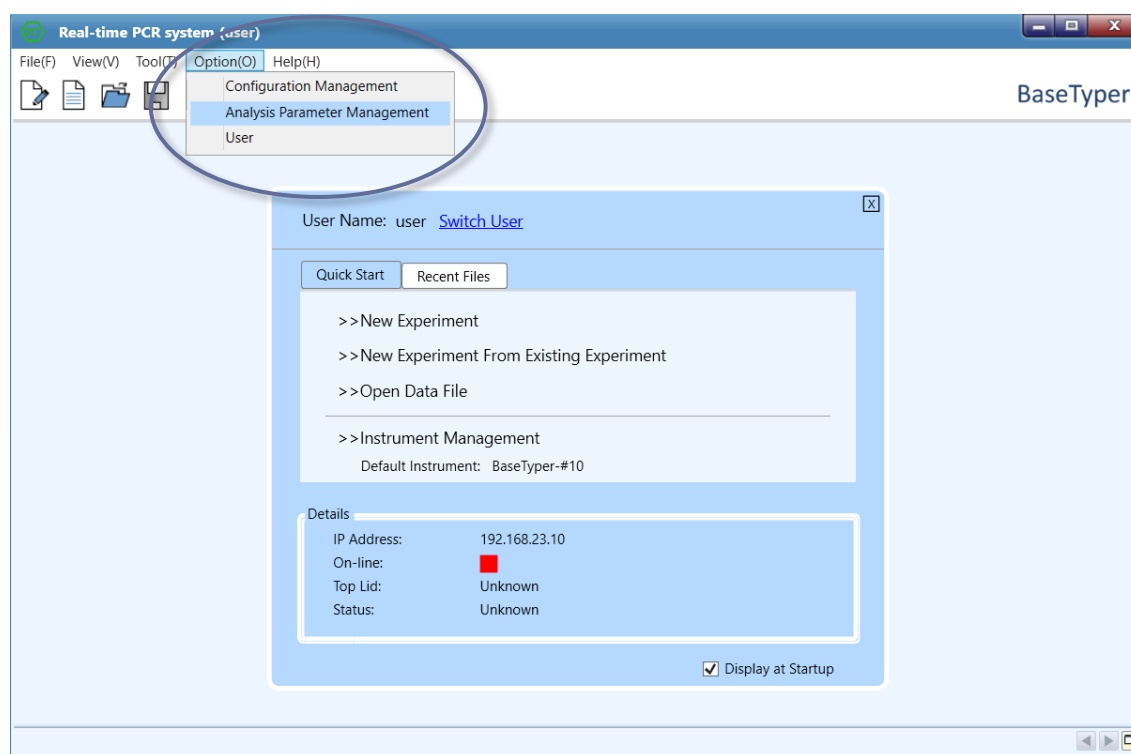 Real-time PCR system (user)
File(F) View(V) Tool(T) Option(O) Help(H)
Configuration Management
Analysis Parameter Management
User
BaseTyper
User Name: user Switch User
X
Quick Start Recent Files
>>New Experiment
>>New Experiment From Existing Experiment
>>Open Data File
>>Instrument Management
Default Instrument: BaseTyper-#10
Details
IP Address: 192.168.23.10
On-line:
Top Lid: Unknown
Status: Unknown
Display at Startup